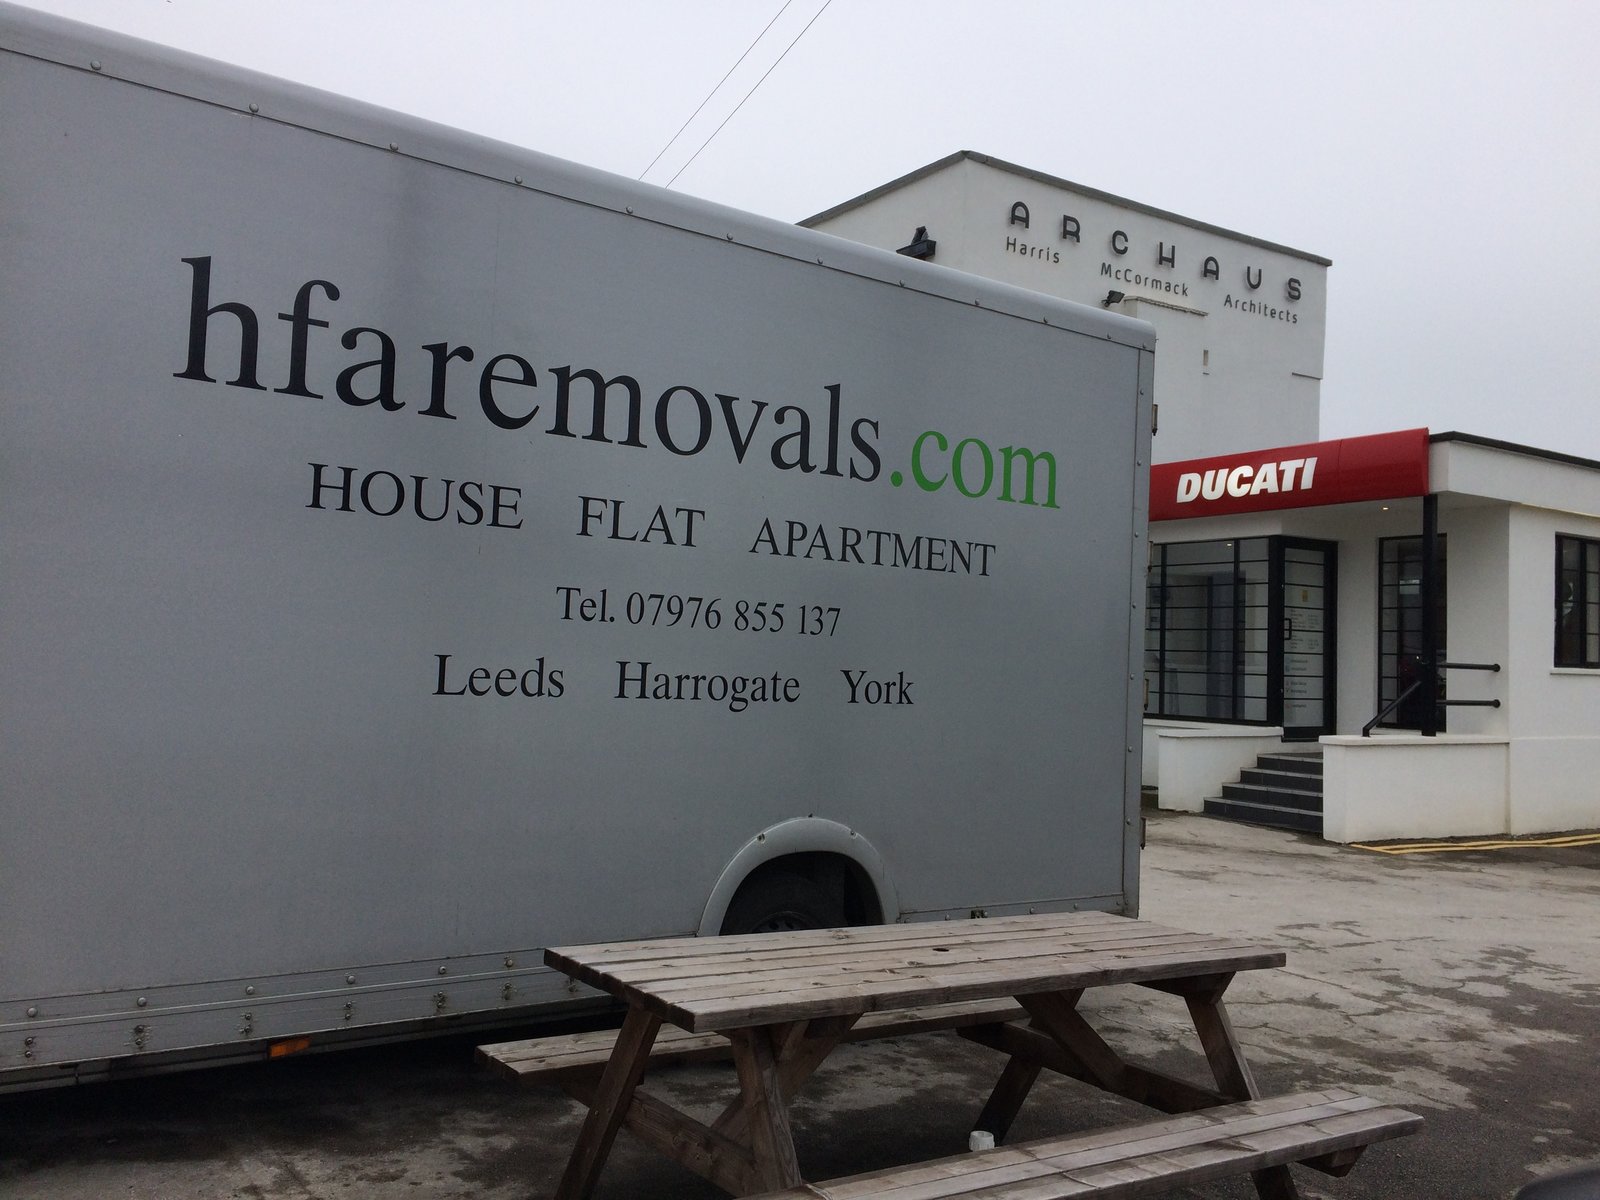 hfaremovals.com
HOUSE FLAT APARTMENT
Tel. 07976 855 137
Leeds Harrogate York
ARCHAUS
Harris McCormack Architects
DUCATI